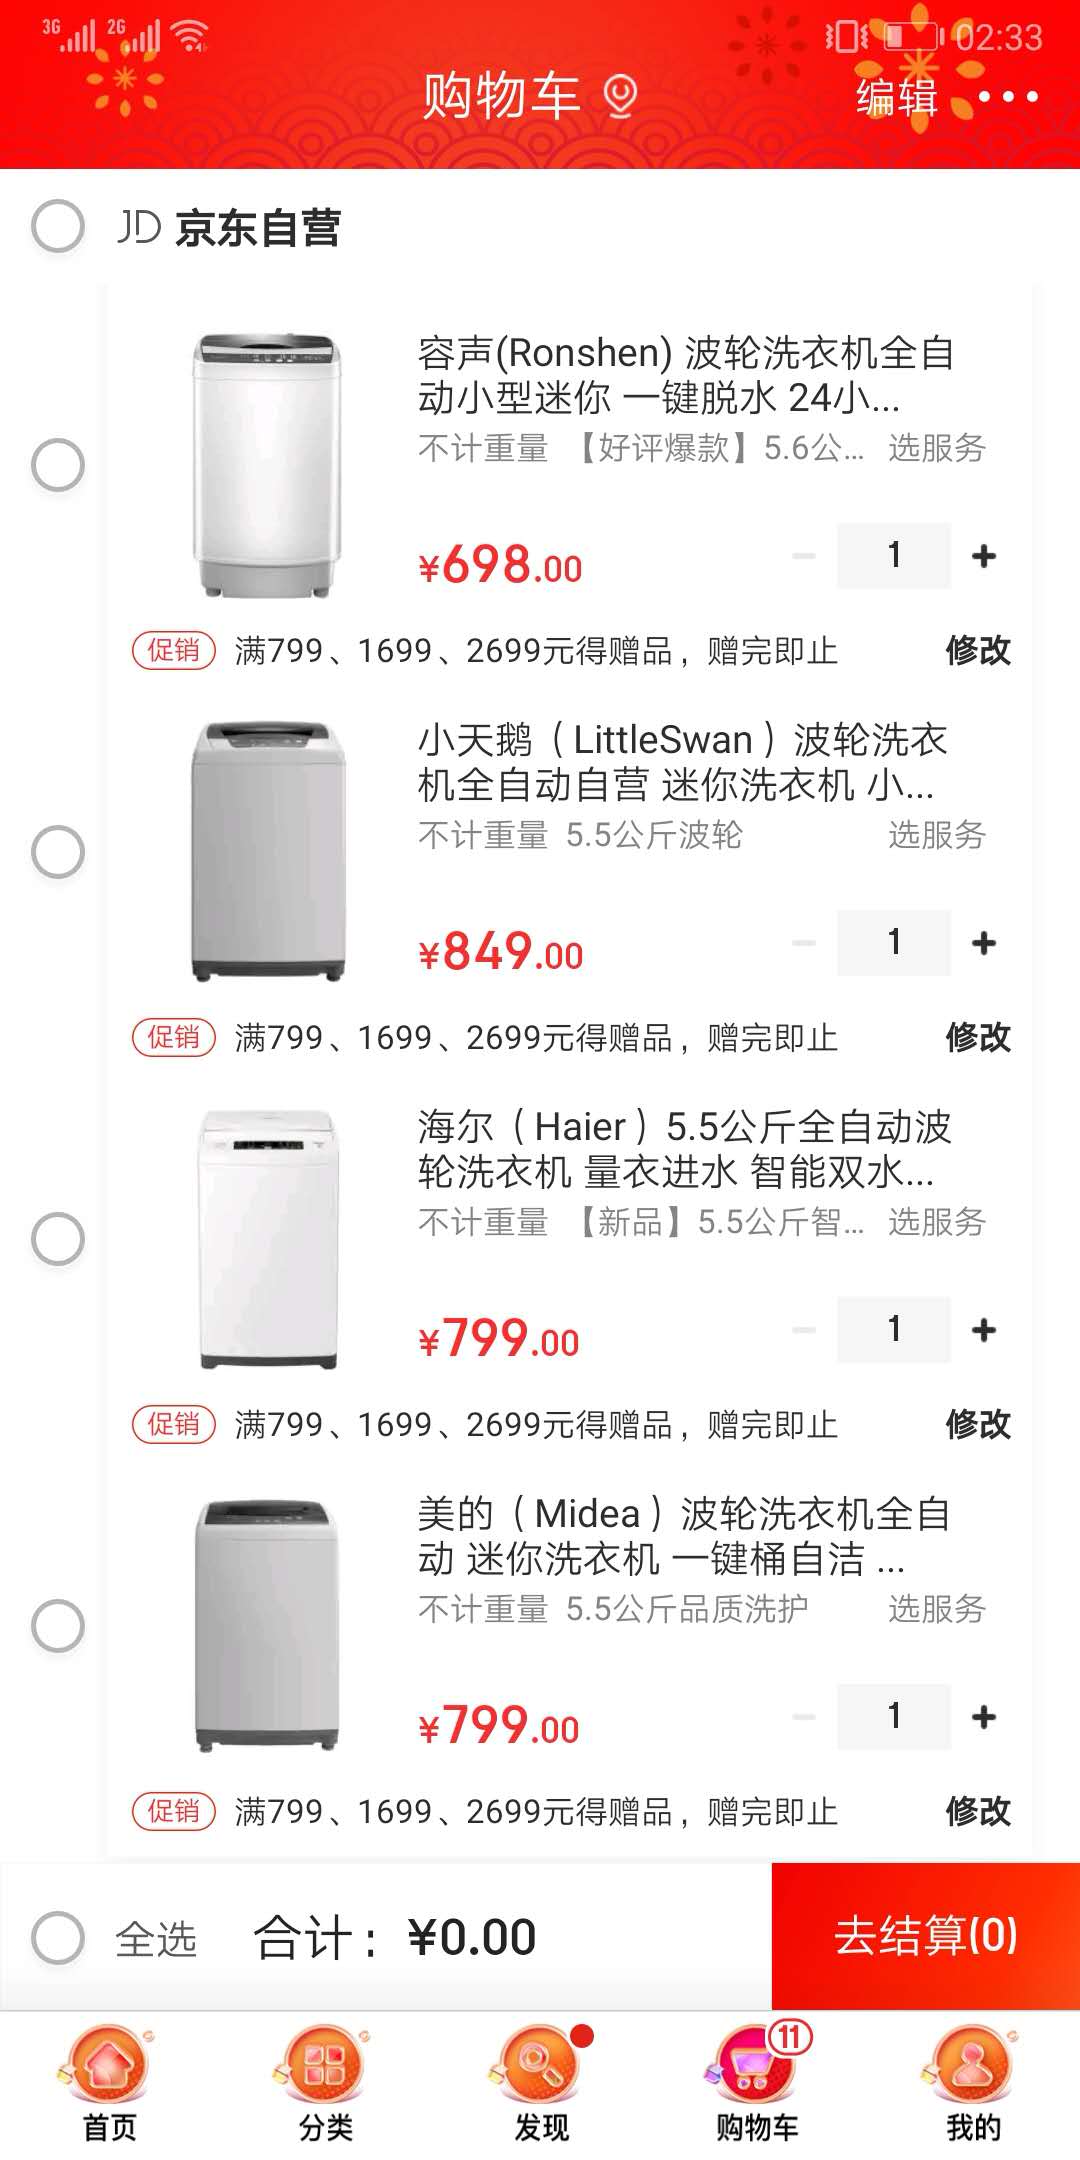 3G 2G 02:33
购物车 编辑
JD 京东自营
容声(Ronshen) 波轮洗衣机全自
动小型迷你 一键脱水 24小...
不计重量 【好评爆款】5.6公... 选服务
¥698.00 1
促销 满799、1699、2699元得赠品，赠完即止 修改
小天鹅（LittleSwan）波轮洗衣
机全自动自营 迷你洗衣机 小...
不计重量 5.5公斤波轮 选服务
¥849.00 1
促销 满799、1699、2699元得赠品，赠完即止 修改
海尔（Haier）5.5公斤全自动波
轮洗衣机 量衣进水 智能双水...
不计重量 【新品】5.5公斤智... 选服务
¥799.00 1
促销 满799、1699、2699元得赠品，赠完即止 修改
美的（Midea）波轮洗衣机全自
动 迷你洗衣机 一键桶自洁 ...
不计重量 5.5公斤品质洗护 选服务
¥799.00 1
促销 满799、1699、2699元得赠品，赠完即止 修改
全选 合计：¥0.00 去结算(0)
11
首页 分类 发现 购物车 我的